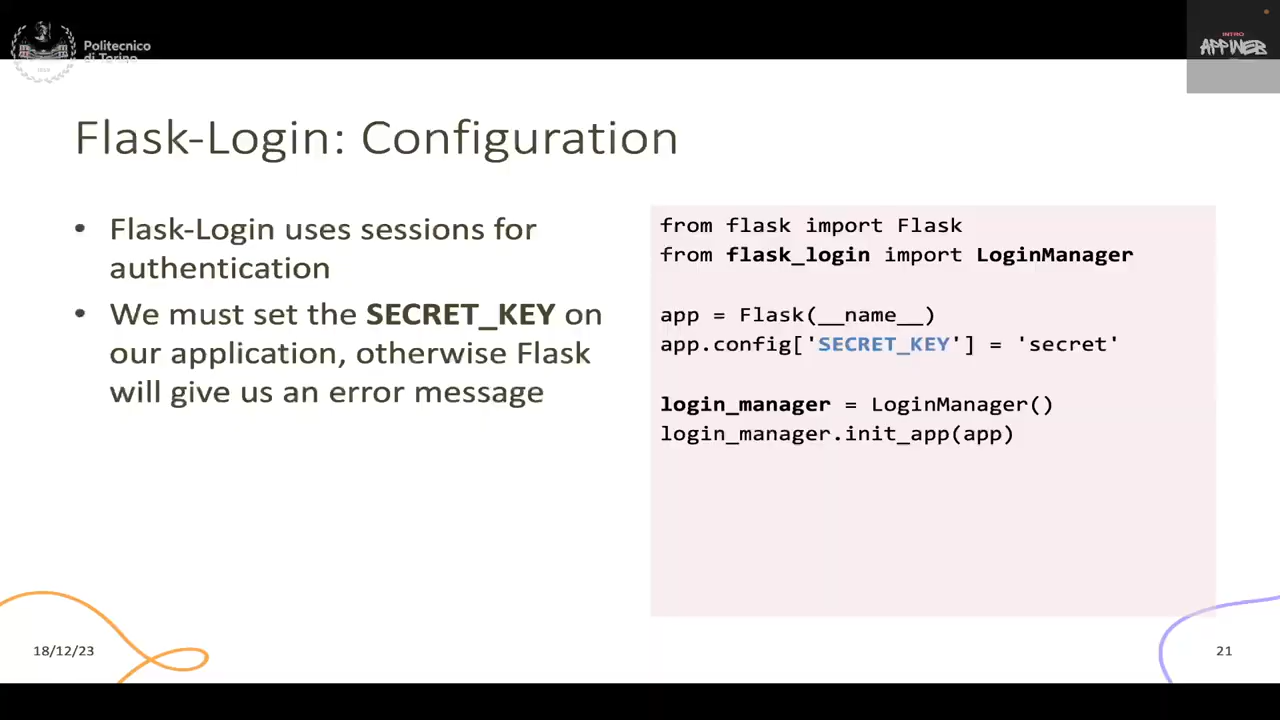 Politecnico
di Torino
INTRO
APPWEB
Flask-Login: Configuration
• Flask-Login uses sessions for
authentication
• We must set the SECRET_KEY on
our application, otherwise Flask
will give us an error message
from flask import Flask
from flask_login import LoginManager
app = Flask(__name__)
app.config['SECRET_KEY'] = 'secret'
login_manager = LoginManager()
login_manager.init_app(app)
18/12/23
21